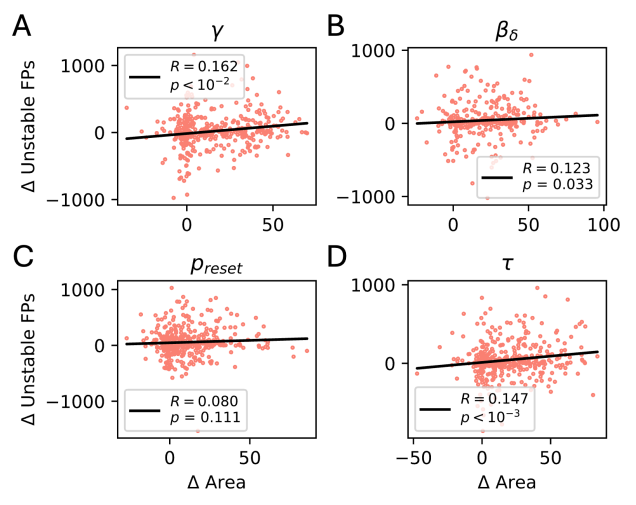 A
γ
Δ Unstable FPs
1000
0
−1000
R = 0.162
p < 10⁻²
0
50
B
β_δ
1000
0
−1000
R = 0.123
p = 0.033
0
50
100
C
p_reset
Δ Unstable FPs
1000
0
−1000
R = 0.080
p = 0.111
0
50
Δ Area
D
τ
1000
0
R = 0.147
p < 10⁻³
−50
0
50
Δ Area